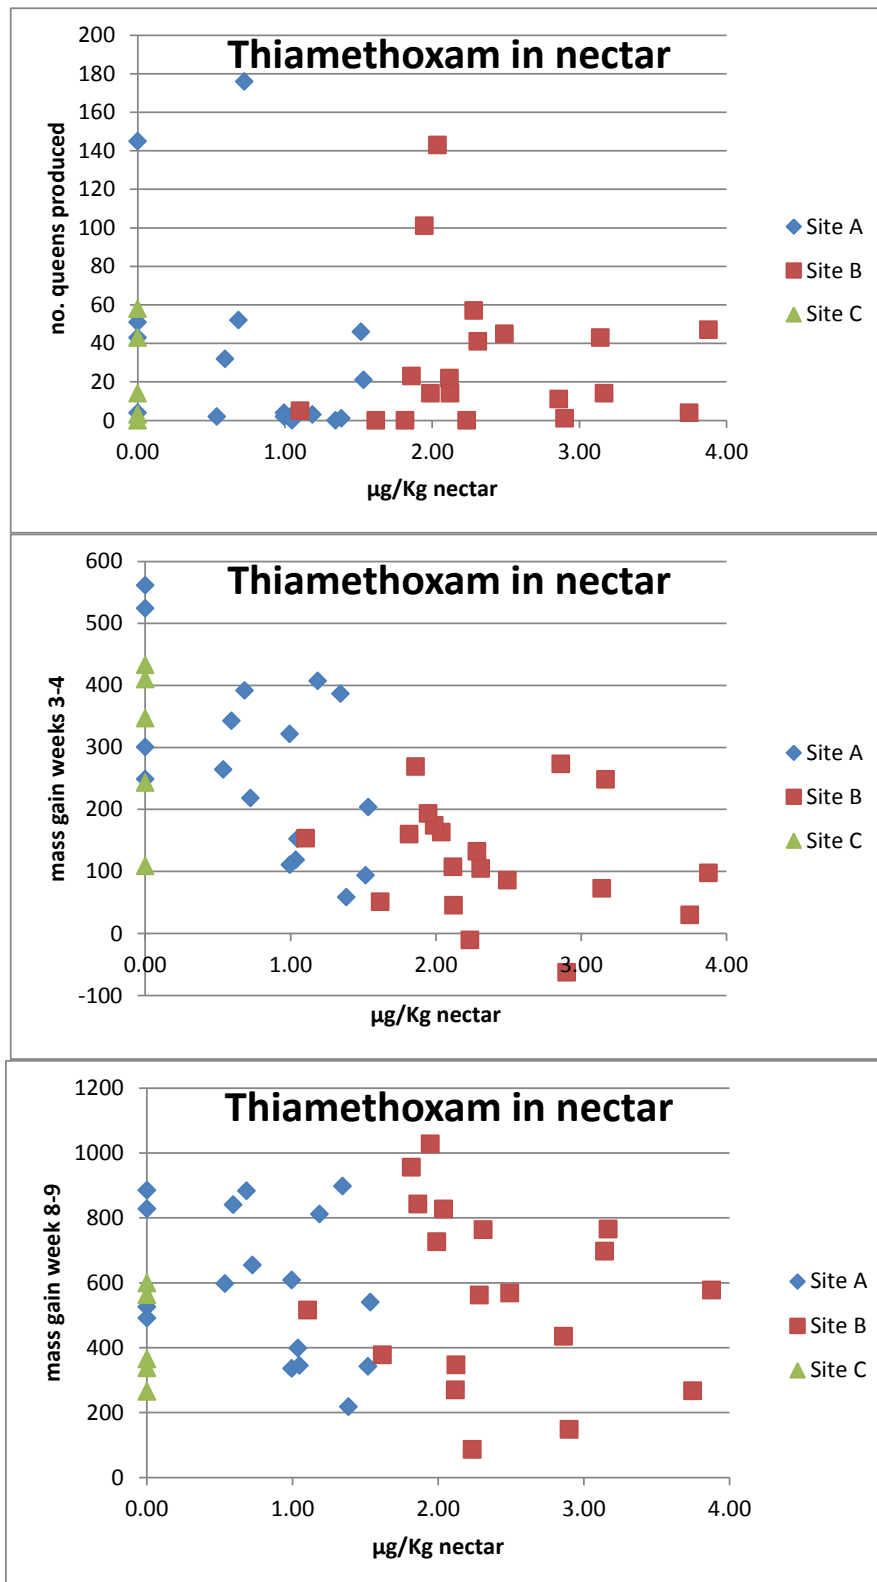 Thiamethoxam in nectar
200
180
160
140
120
100
80
60
40
20
0
no. queens produced
0.00 1.00 2.00 3.00 4.00
µg/Kg nectar
Site A
Site B
Site C
Thiamethoxam in nectar
600
500
400
300
200
100
0
-100
mass gain weeks 3-4
0.00 1.00 2.00 3.00 4.00
µg/Kg nectar
Site A
Site B
Site C
Thiamethoxam in nectar
1200
1000
800
600
400
200
0
mass gain week 8-9
0.00 1.00 2.00 3.00 4.00
µg/Kg nectar
Site A
Site B
Site C